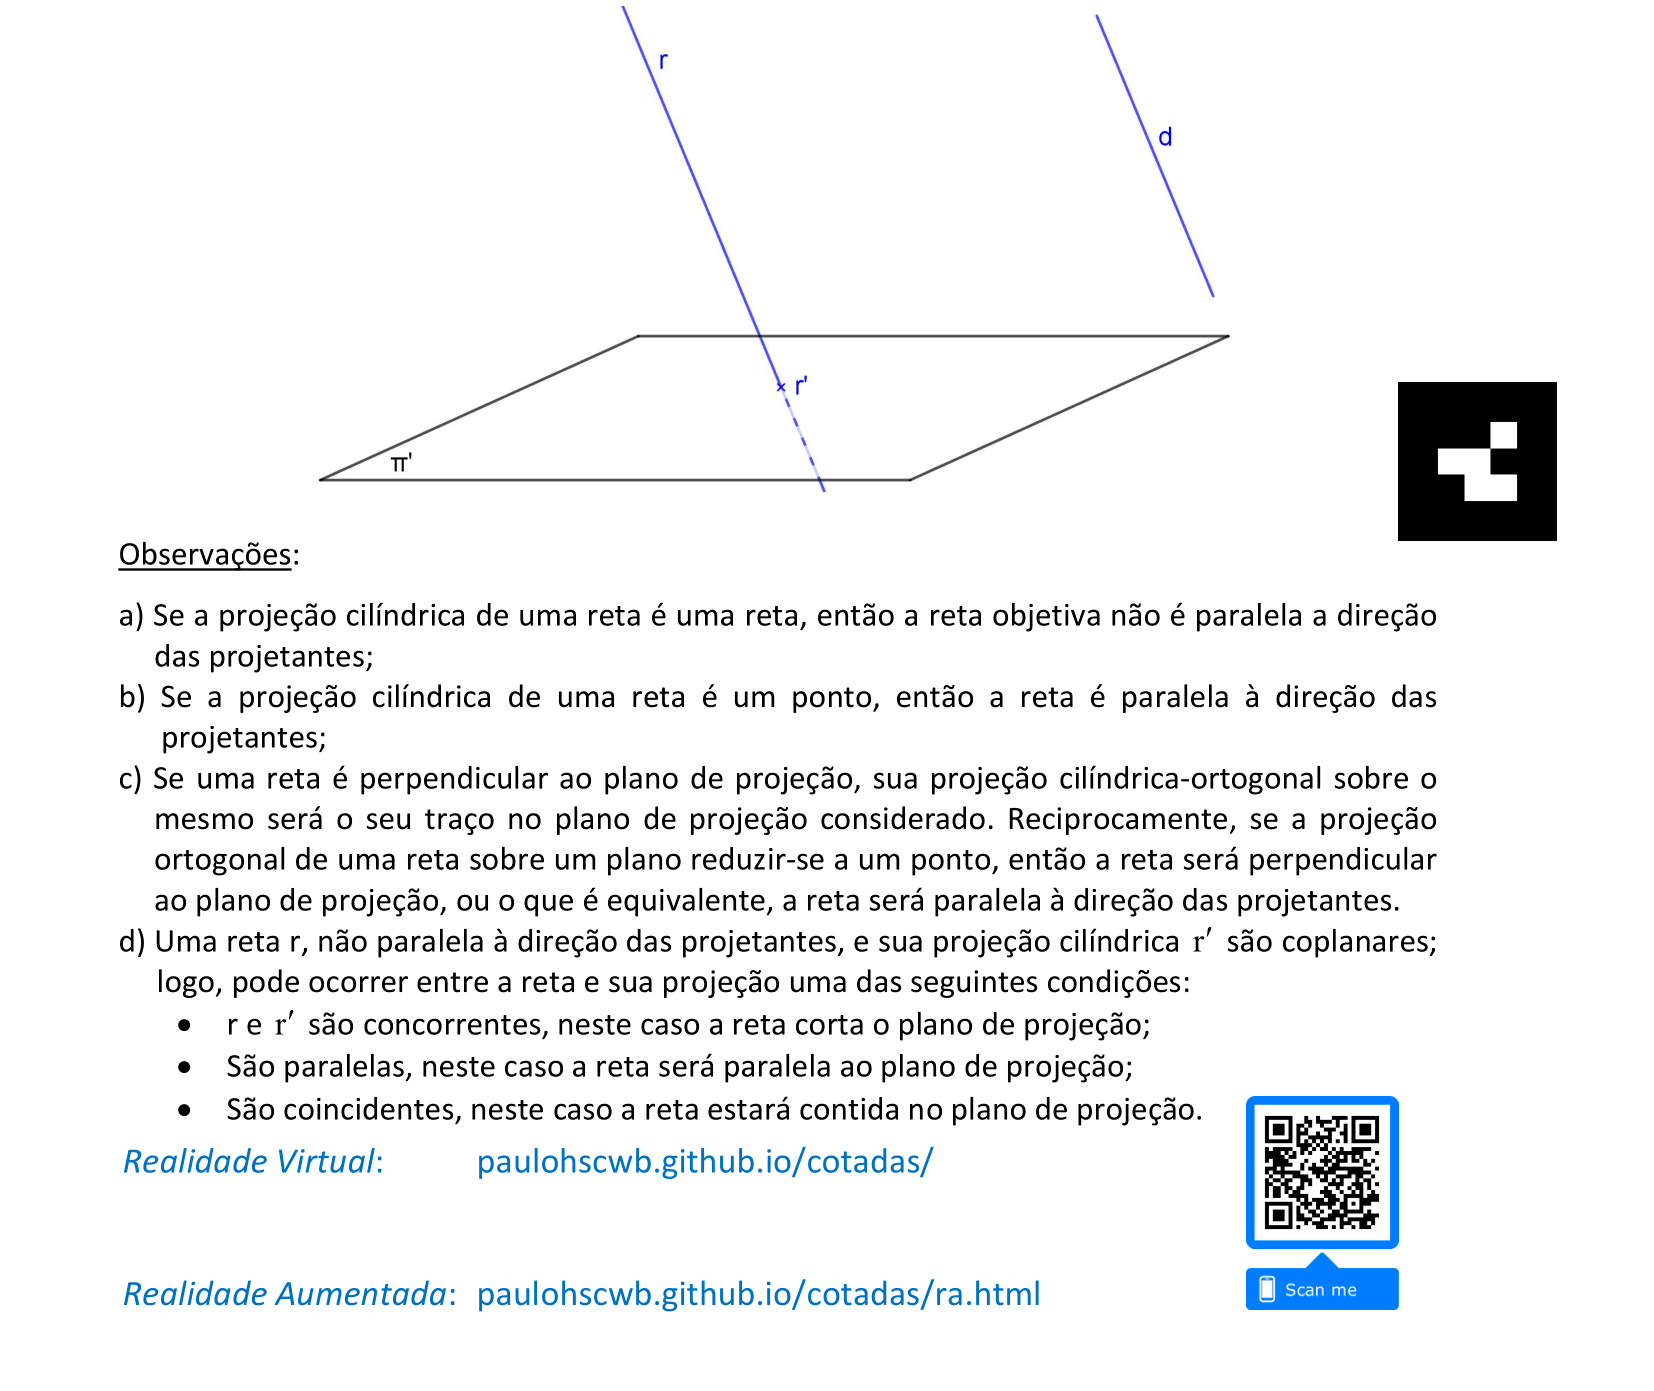 r
d
r'
π'
Observações:
a) Se a projeção cilíndrica de uma reta é uma reta, então a reta objetiva não é paralela a direção
das projetantes;
b) Se a projeção cilíndrica de uma reta é um ponto, então a reta é paralela à direção das
projetantes;
c) Se uma reta é perpendicular ao plano de projeção, sua projeção cilíndrica-ortogonal sobre o
mesmo será o seu traço no plano de projeção considerado. Reciprocamente, se a projeção
ortogonal de uma reta sobre um plano reduzir-se a um ponto, então a reta será perpendicular
ao plano de projeção, ou o que é equivalente, a reta será paralela à direção das projetantes.
d) Uma reta r, não paralela à direção das projetantes, e sua projeção cilíndrica r′ são coplanares;
logo, pode ocorrer entre a reta e sua projeção uma das seguintes condições:
• r e r′ são concorrentes, neste caso a reta corta o plano de projeção;
• São paralelas, neste caso a reta será paralela ao plano de projeção;
• São coincidentes, neste caso a reta estará contida no plano de projeção.
Realidade Virtual: paulohscwb.github.io/cotadas/
Realidade Aumentada: paulohscwb.github.io/cotadas/ra.html
Scan me